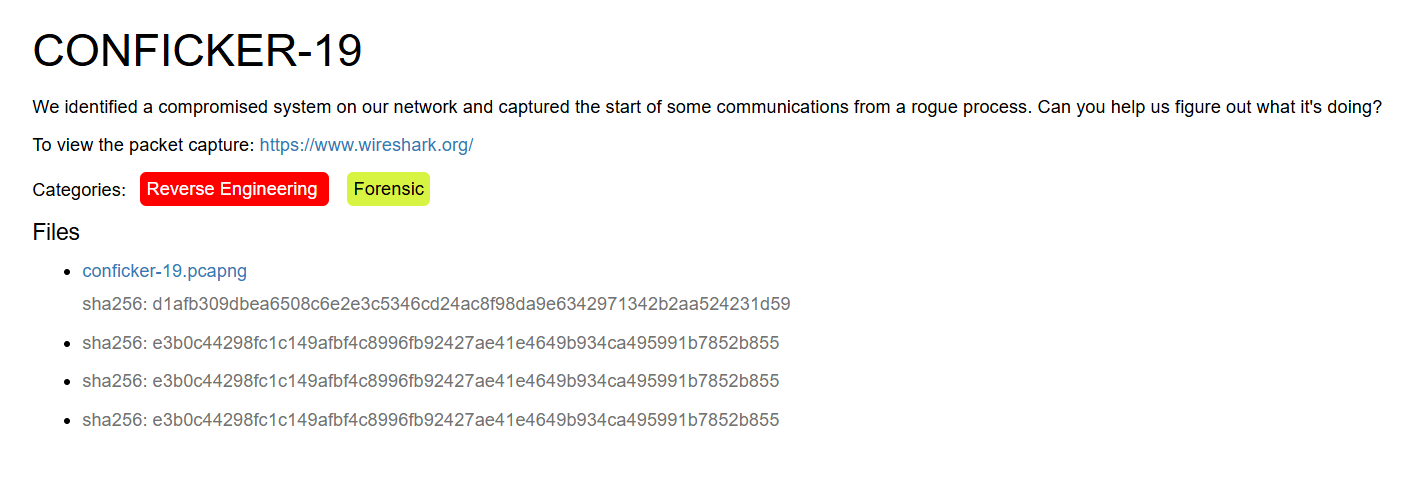 CONFICKER-19
We identified a compromised system on our network and captured the start of some communications from a rogue process. Can you help us figure out what it's doing?
To view the packet capture: https://www.wireshark.org/
Categories: Reverse Engineering Forensic
Files
conficker-19.pcapng
sha256: d1afb309dbea6508c6e2e3c5346cd24ac8f98da9e6342971342b2aa524231d59
sha256: e3b0c44298fc1c149afbf4c8996fb92427ae41e4649b934ca495991b7852b855
sha256: e3b0c44298fc1c149afbf4c8996fb92427ae41e4649b934ca495991b7852b855
sha256: e3b0c44298fc1c149afbf4c8996fb92427ae41e4649b934ca495991b7852b855